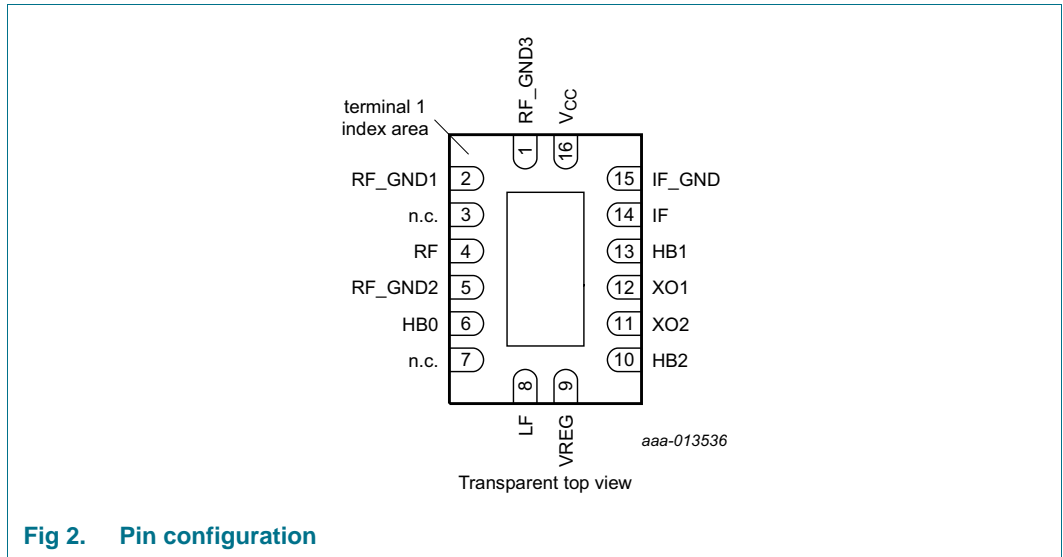 RF_GND3
VCC
terminal 1
index area
1
16
RF_GND1 2
15 IF_GND
n.c. 3
14 IF
RF 4
13 HB1
RF_GND2 5
12 XO1
HB0 6
11 XO2
n.c. 7
10 HB2
8
9
LF
VREG
aaa-013536
Transparent top view
Fig 2. Pin configuration